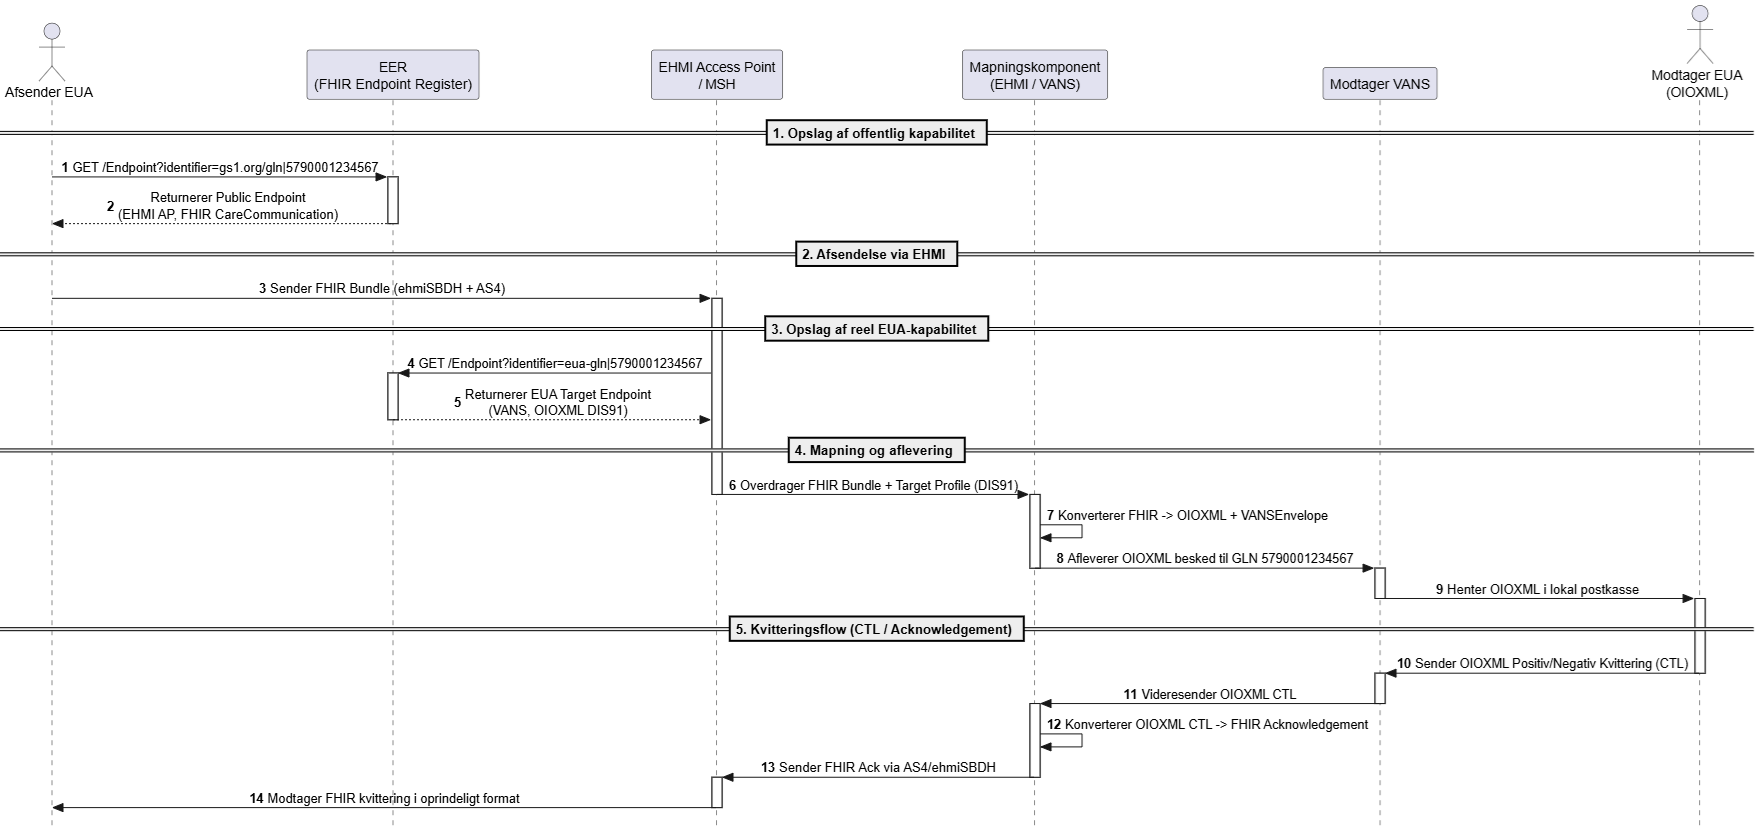 Afsender EUA
EER
(FHIR Endpoint Register)
EHMI Access Point
/ MSH
Mapningskomponent
(EHMI / VANS)
Modtager VANS
Modtager EUA
(OIOXML)
1. Opslag af offentlig kapabilitet
1 GET /Endpoint?identifier=gs1.org/gln|5790001234567
2 Returnerer Public Endpoint
(EHMI AP, FHIR CareCommunication)
2. Afsendelse via EHMI
3 Sender FHIR Bundle (ehmiSBDH + AS4)
3. Opslag af reel EUA-kapabilitet
4 GET /Endpoint?identifier=eua-gln|5790001234567
5 Returnerer EUA Target Endpoint
(VANS, OIOXML DIS91)
4. Mapning og aflevering
6 Overdrager FHIR Bundle + Target Profile (DIS91)
7 Konverterer FHIR -> OIOXML + VANSEnvelope
8 Afleverer OIOXML besked til GLN 5790001234567
9 Henter OIOXML i lokal postkasse
5. Kvitteringsflow (CTL / Acknowledgement)
10 Sender OIOXML Positiv/Negativ Kvittering (CTL)
11 Videresender OIOXML CTL
12 Konverterer OIOXML CTL -> FHIR Acknowledgement
13 Sender FHIR Ack via AS4/ehmiSBDH
14 Modtager FHIR kvittering i oprindeligt format